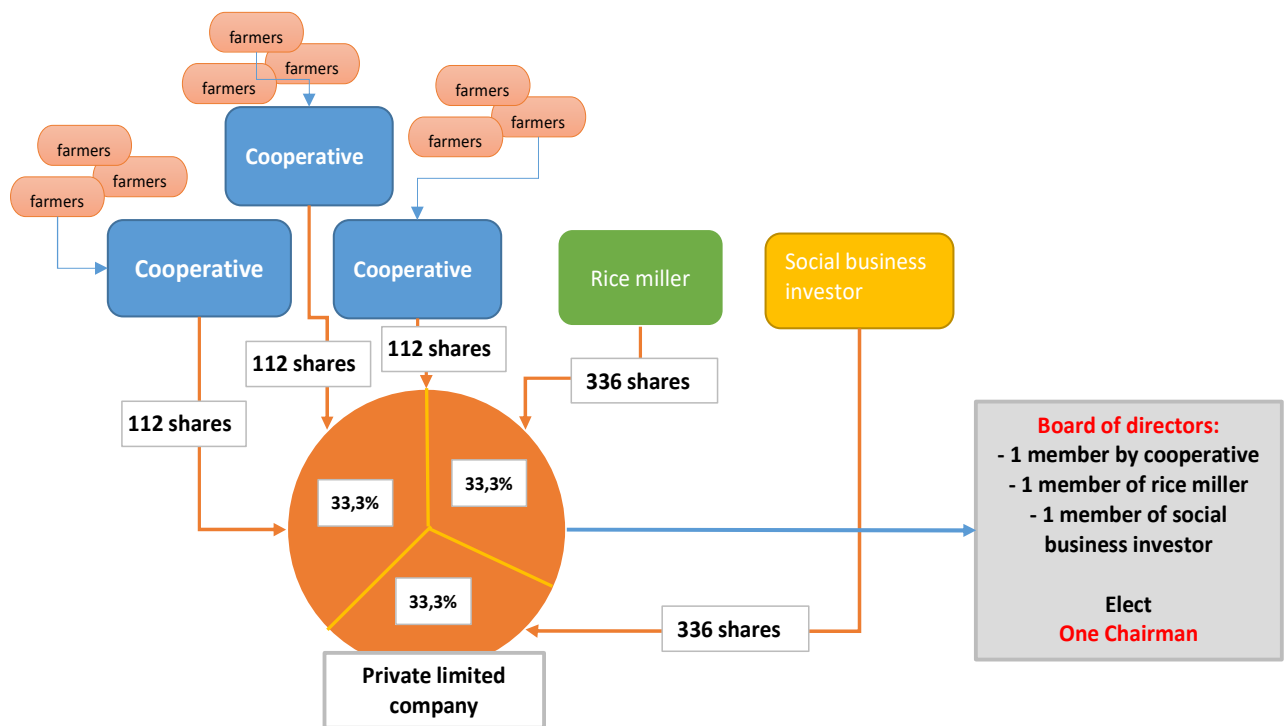 farmers
farmers
farmers
Cooperative
farmers
farmers
farmers
Cooperative
farmers
farmers
farmers
Cooperative
Rice miller
Social business
investor
112 shares
112 shares
112 shares
336 shares
33,3%
33,3%
33,3%
336 shares
Private limited
company
Board of directors:
- 1 member by cooperative
- 1 member of rice miller
- 1 member of social
business investor
Elect
One Chairman